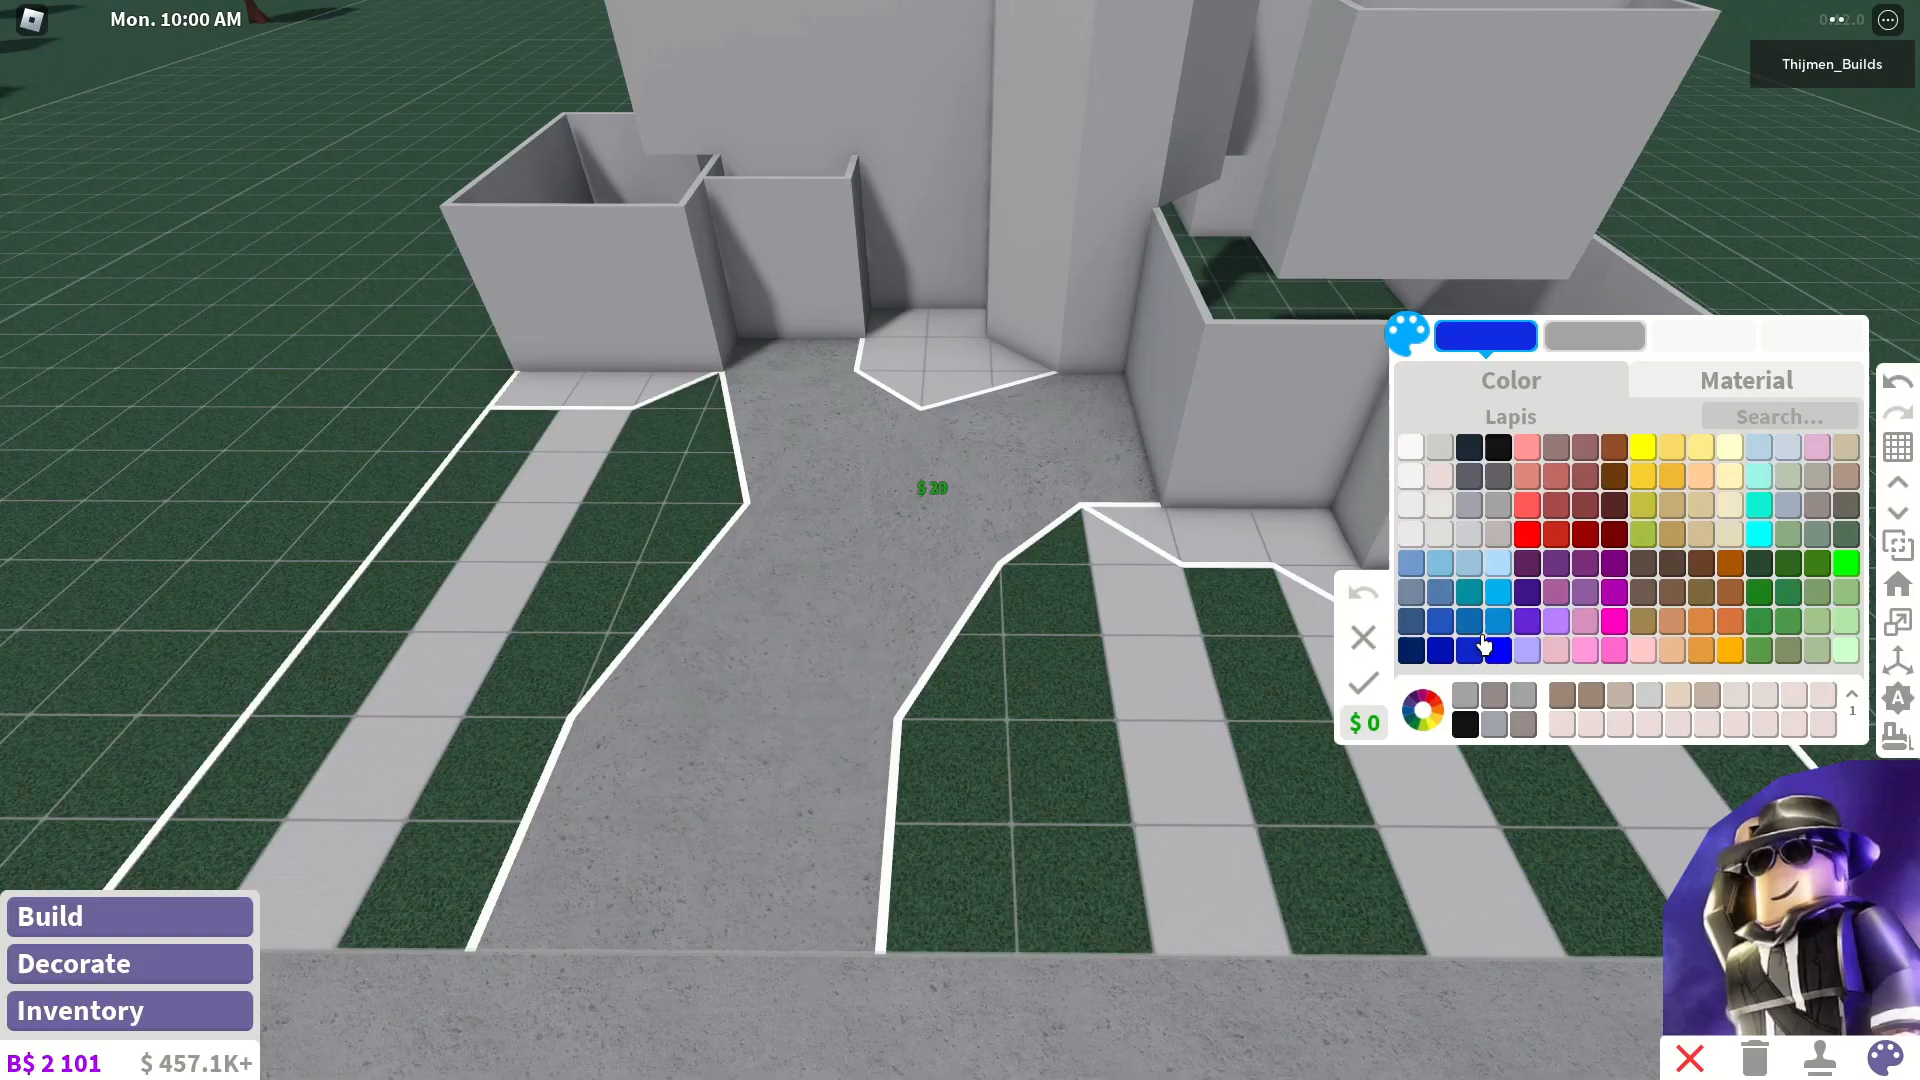 Mon. 10:00 AM
Thijmen_Builds
Color
Material
Lapis
Search...
$ 20
1
$ 0
A
Build
Decorate
Inventory
B$ 2 101
$ 457.1K+